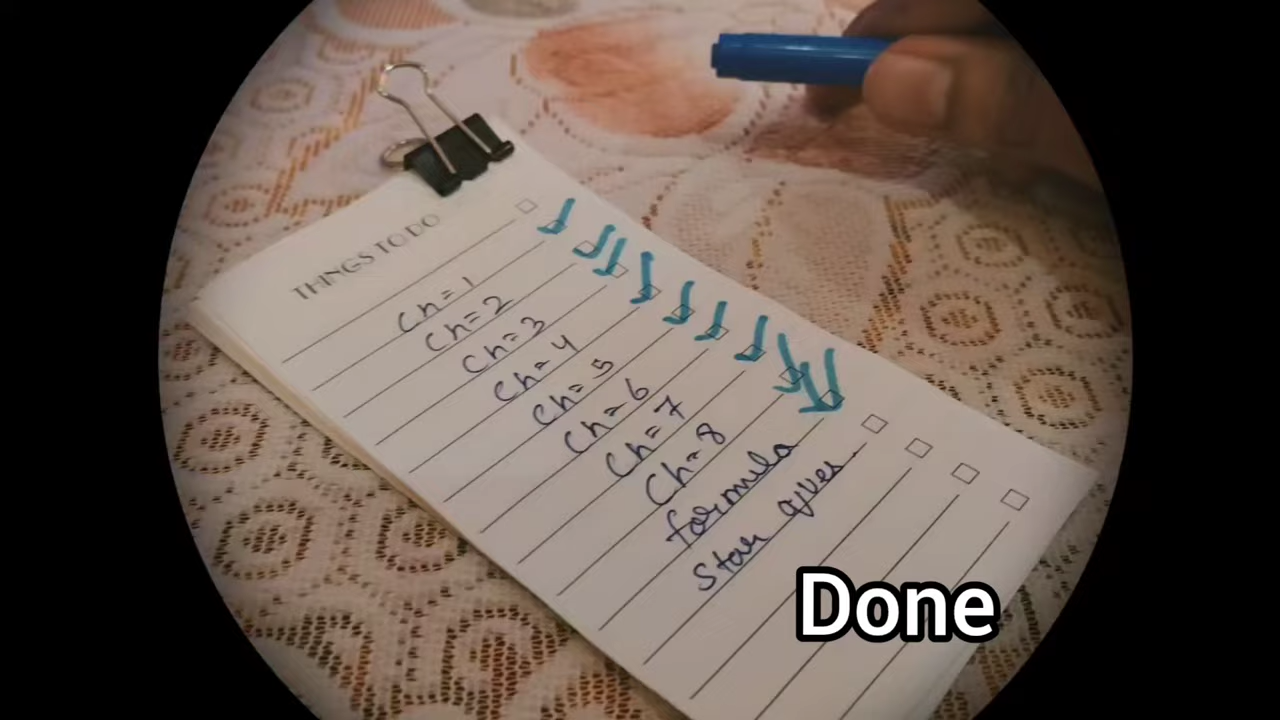 THINGS TO DO
Ch = 1
Ch = 2
Ch = 3
Ch = 4
Ch = 5
Ch = 6
Ch = 7
Ch = 8
formula
star ques
Done